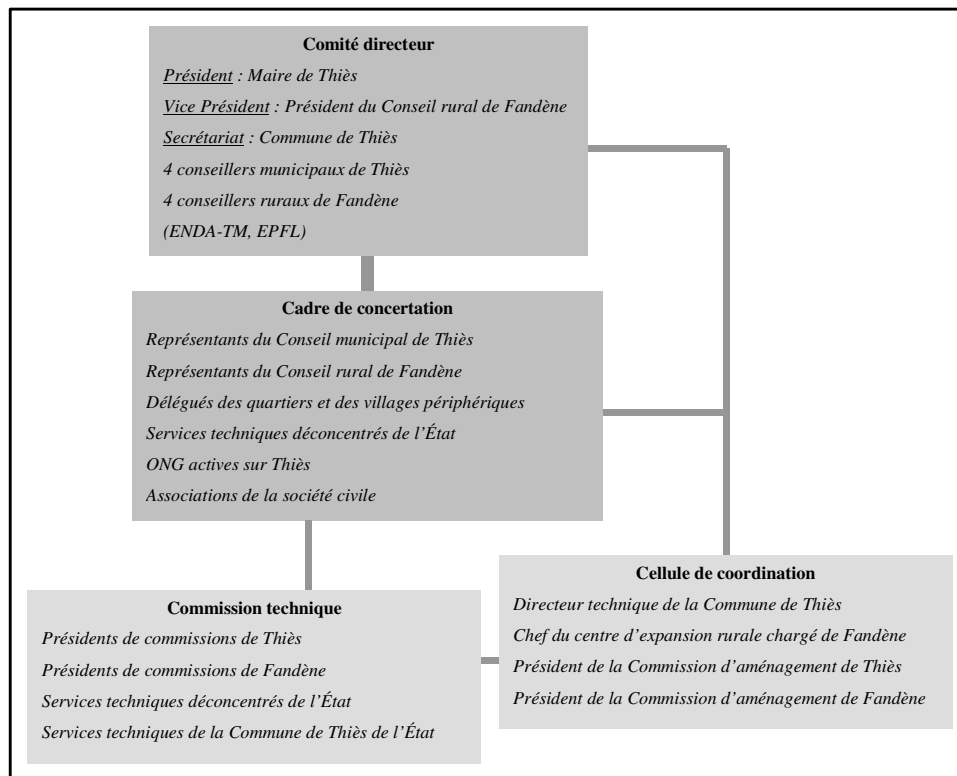 Comité directeur
Président : Maire de Thiès
Vice Président : Président du Conseil rural de Fandène
Secrétariat : Commune de Thiès
4 conseillers municipaux de Thiès
4 conseillers ruraux de Fandène
(ENDA-TM, EPFL)
Cadre de concertation
Représentants du Conseil municipal de Thiès
Représentants du Conseil rural de Fandène
Délégués des quartiers et des villages périphériques
Services techniques déconcentrés de l’État
ONG actives sur Thiès
Associations de la société civile
Commission technique
Présidents de commissions de Thiès
Présidents de commissions de Fandène
Services techniques déconcentrés de l’État
Services techniques de la Commune de Thiès de l’État
Cellule de coordination
Directeur technique de la Commune de Thiès
Chef du centre d’expansion rurale chargé de Fandène
Président de la Commission d’aménagement de Thiès
Président de la Commission d’aménagement de Fandène